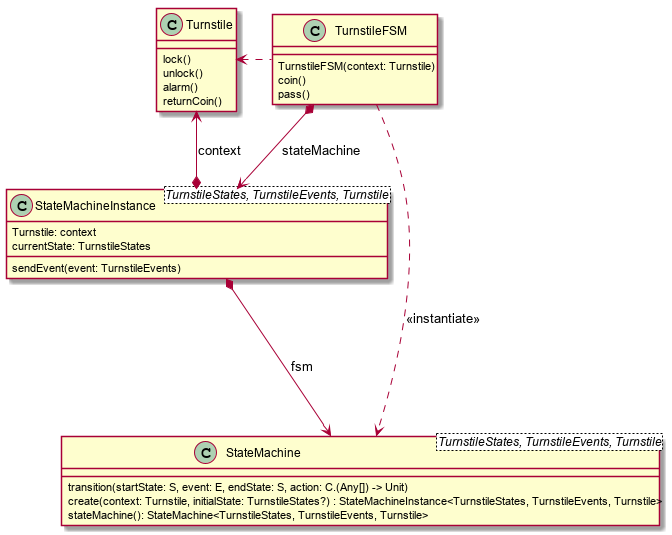 C Turnstile
lock()
unlock()
alarm()
returnCoin()
C TurnstileFSM
TurnstileFSM(context: Turnstile)
coin()
pass()
context
stateMachine
C StateMachineInstance
TurnstileStates, TurnstileEvents, Turnstile
Turnstile: context
currentState: TurnstileStates
sendEvent(event: TurnstileEvents)
«instantiate»
fsm
C StateMachine
TurnstileStates, TurnstileEvents, Turnstile
transition(startState: S, event: E, endState: S, action: C.(Any[]) -> Unit)
create(context: Turnstile, initialState: TurnstileStates?) : StateMachineInstance<TurnstileStates, TurnstileEvents, Turnstile>
stateMachine(): StateMachine<TurnstileStates, TurnstileEvents, Turnstile>